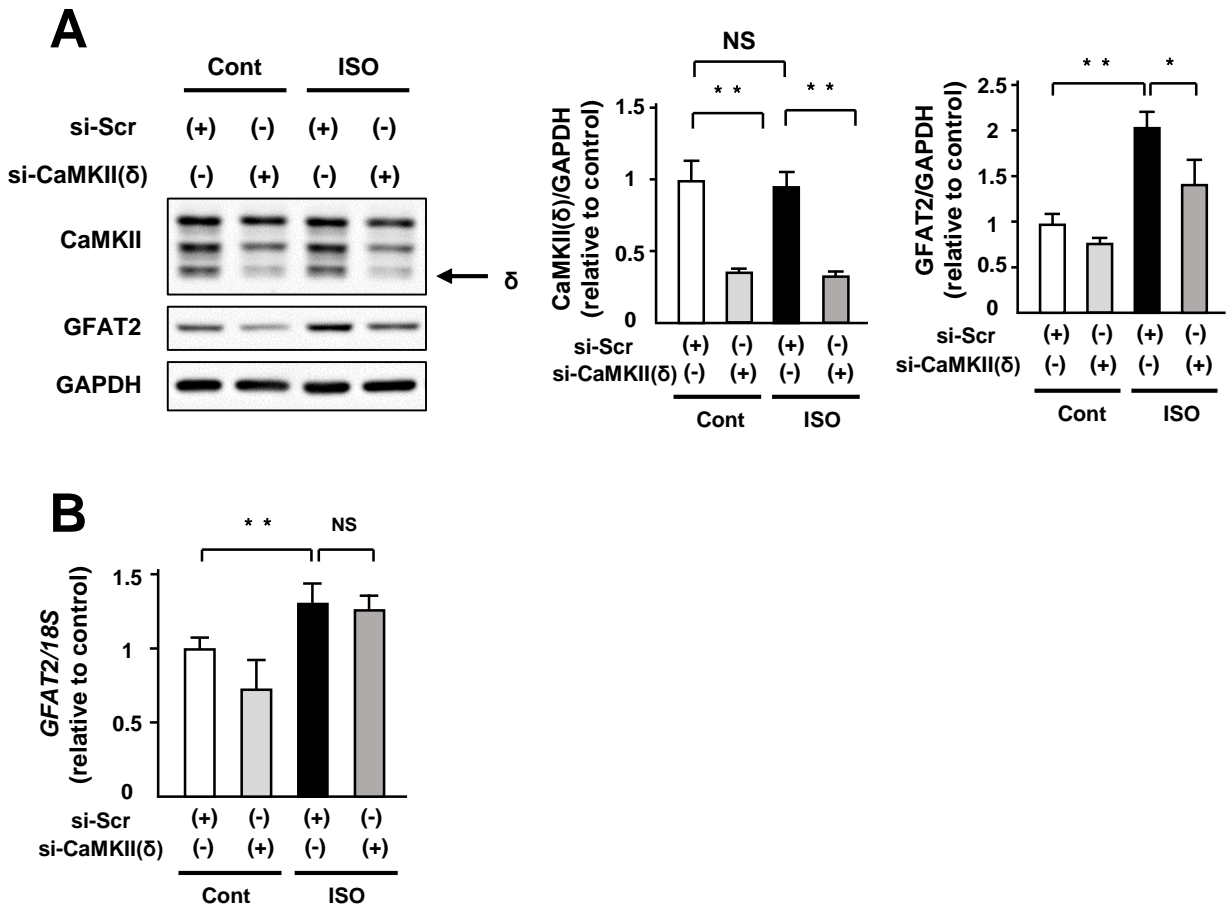 A
Cont ISO
si-Scr (+) (-) (+) (-)
si-CaMKII(δ) (-) (+) (-) (+)
CaMKII
δ
GFAT2
GAPDH
NS
* * * *
CaMKII(δ)/GAPDH
(relative to control)
1.5
1
0.5
0
si-Scr (+) (-) (+) (-)
si-CaMKII(δ) (-) (+) (-) (+)
Cont ISO
* * *
GFAT2/GAPDH
(relative to control)
2.5
2
1.5
1
0.5
0
si-Scr (+) (-) (+) (-)
si-CaMKII(δ) (-) (+) (-) (+)
Cont ISO
B
* * NS
GFAT2/18S
(relative to control)
1.5
1
0.5
0
si-Scr (+) (-) (+) (-)
si-CaMKII(δ) (-) (+) (-) (+)
Cont ISO